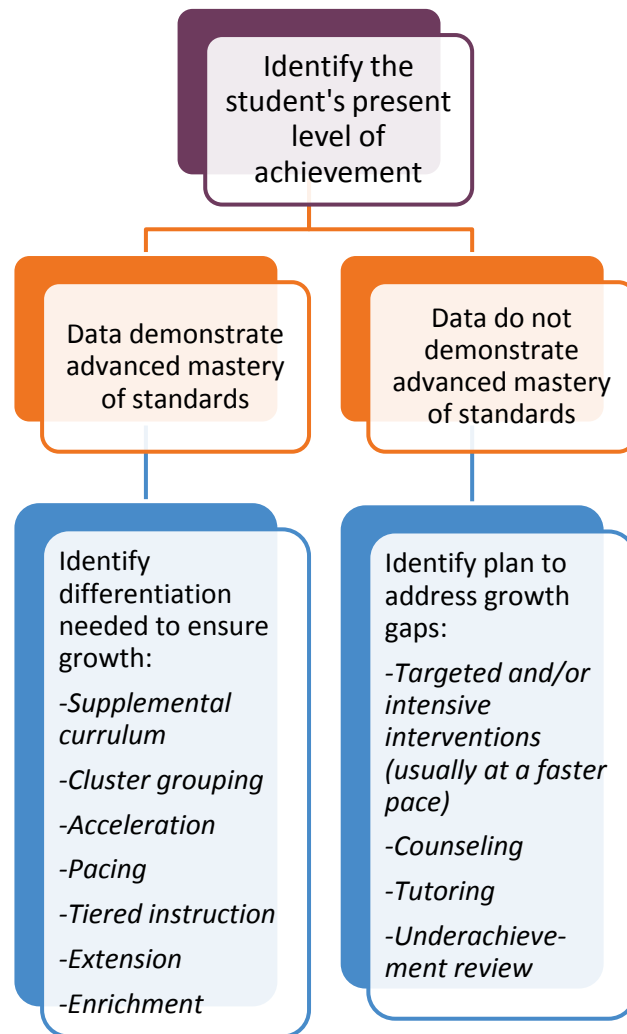 Identify the
student's present
level of
achievement
Data demonstrate
advanced mastery
of standards
Data do not
demonstrate
advanced mastery
of standards
Identify
differentiation
needed to ensure
growth:
-Supplemental
currulum
-Cluster grouping
-Acceleration
-Pacing
-Tiered instruction
-Extension
-Enrichment
Identify plan to
address growth
gaps:
-Targeted and/or
intensive
interventions
(usually at a faster
pace)
-Counseling
-Tutoring
-Underachieve-
ment review